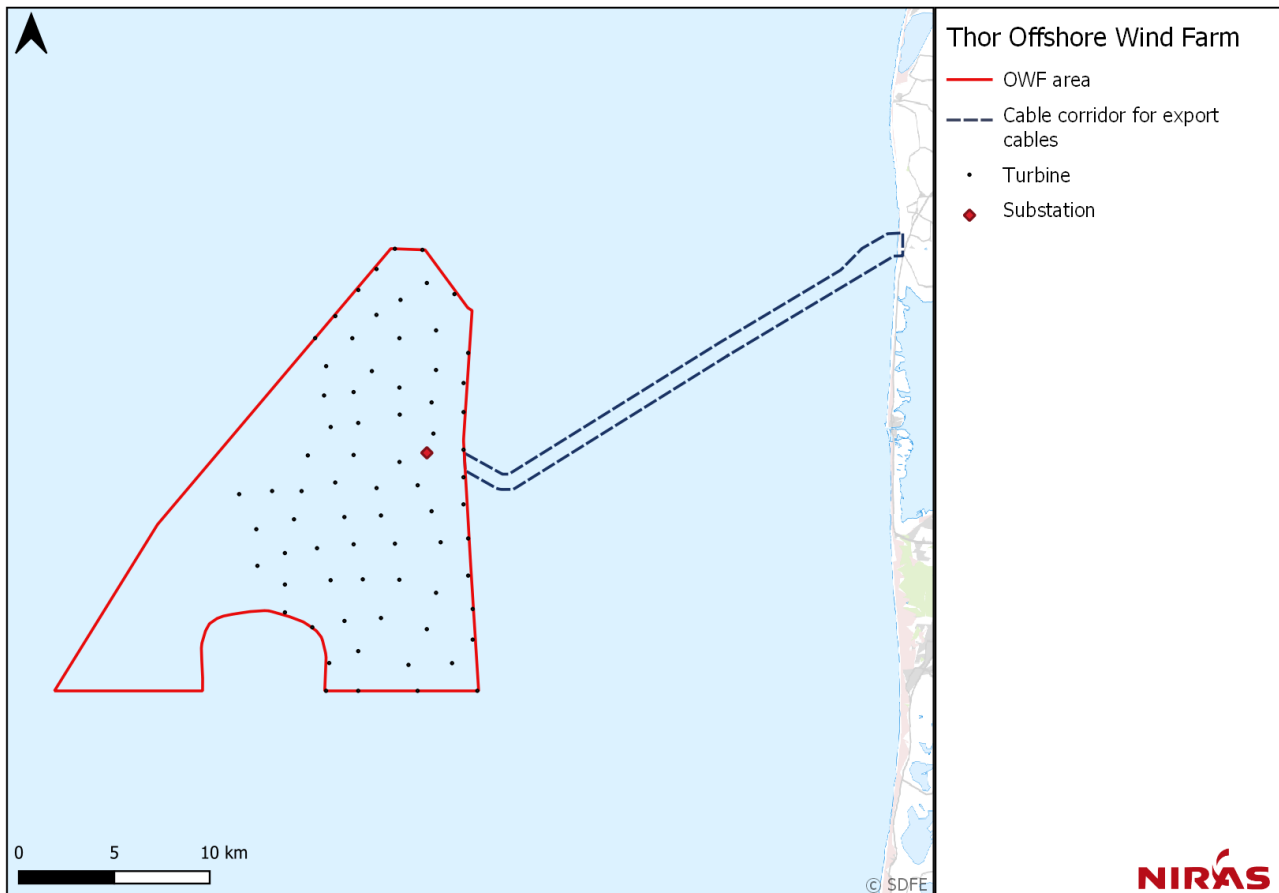 Thor Offshore Wind Farm
OWF area
Cable corridor for export
cables
Turbine
Substation
0 5 10 km
© SDFE
NIRAS